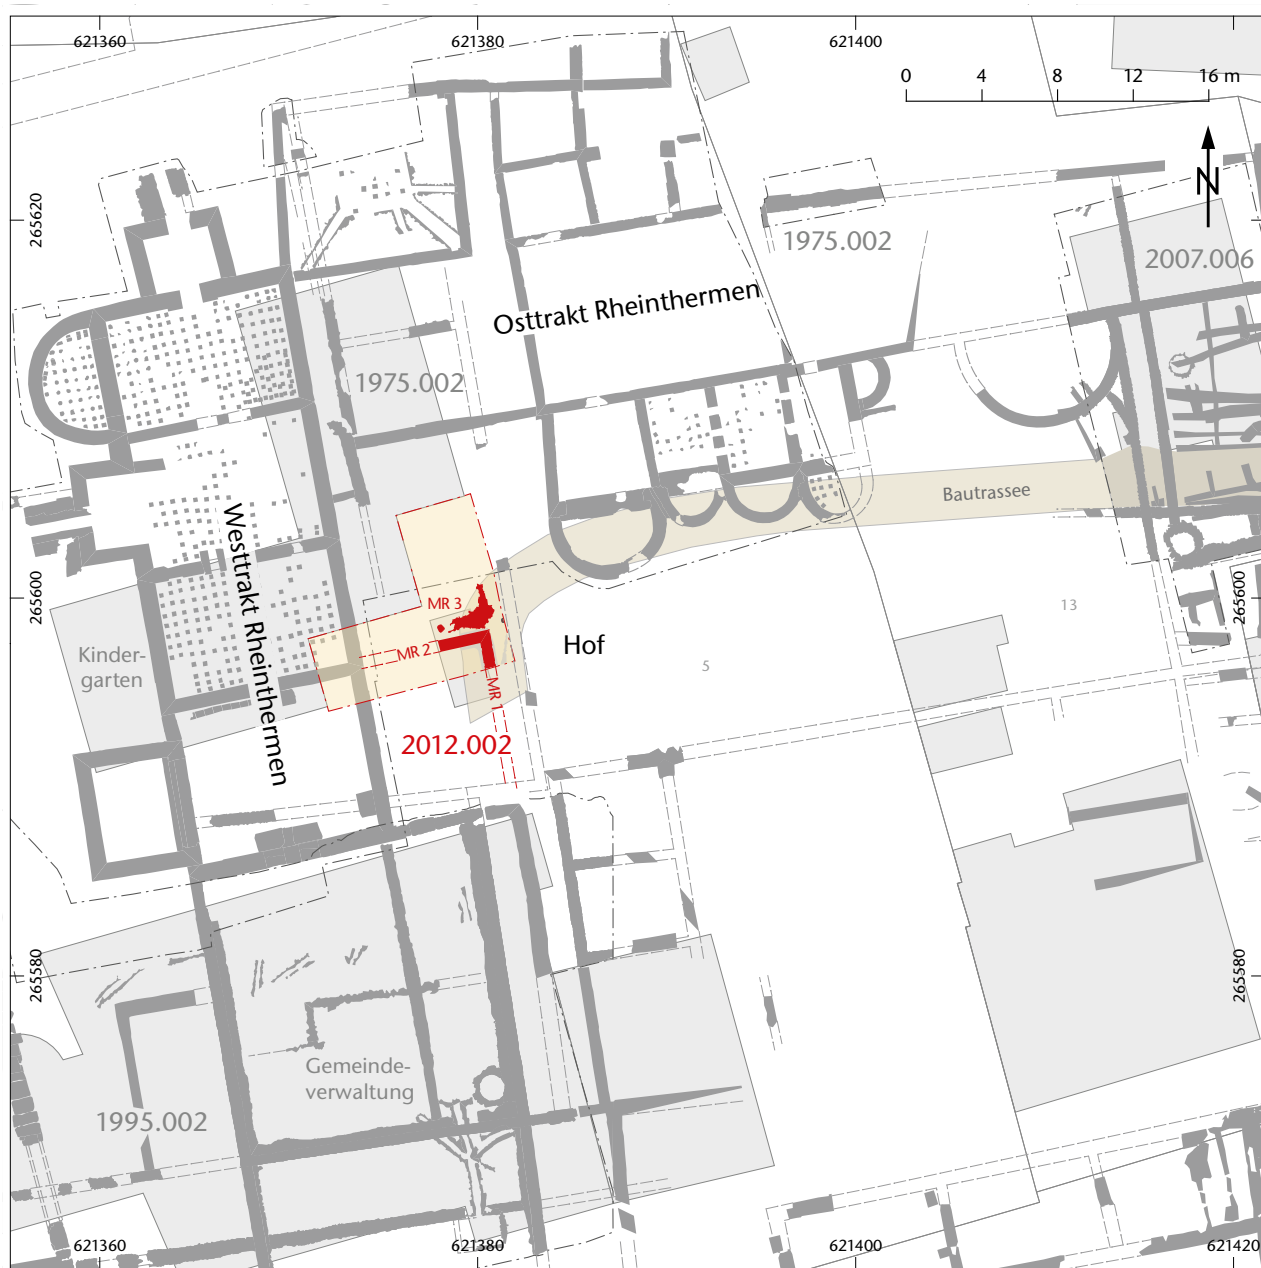 621360
621380
621400
0 4 8 12 16 m
N
265620
1975.002
2007.006
Osttrakt Rheinthermen
1975.002
Bautrassee
Westtrakt Rheinthermen
265600
265600
MR 3
13
Kinder-
garten
MR 2
Hof
5
MR 1
2012.002
265580
265580
Gemeinde-
verwaltung
1995.002
621360
621380
621400
621420